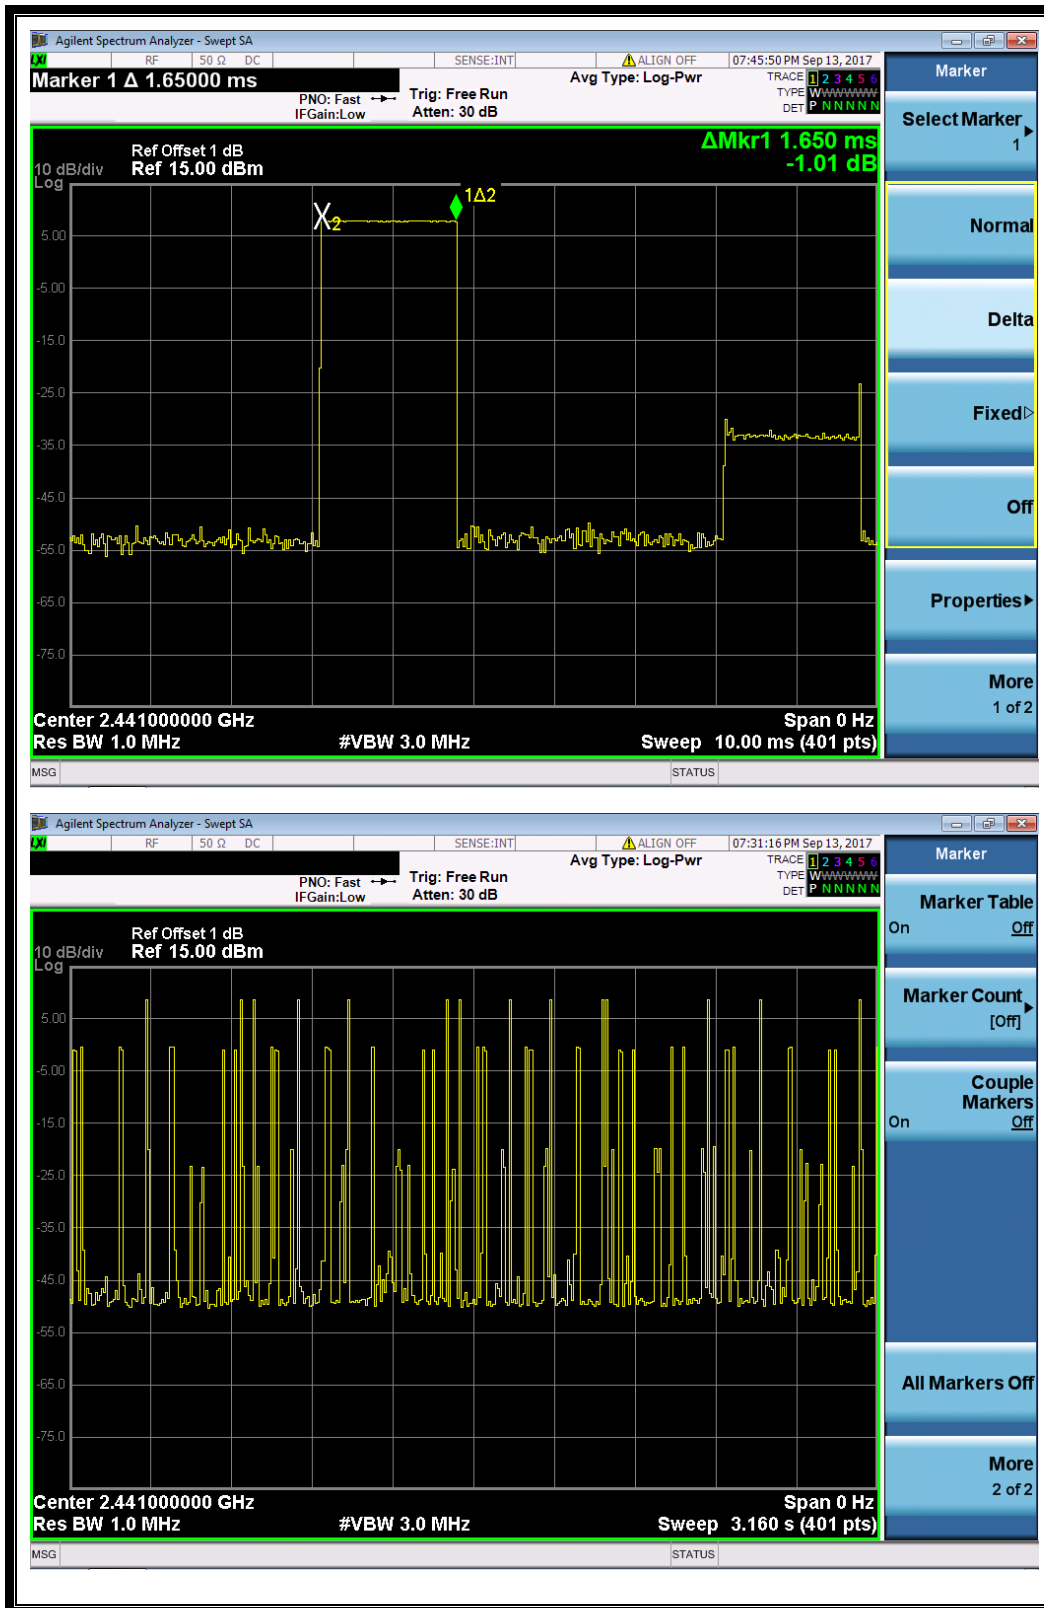 Agilent Spectrum Analyzer - Swept SA
LXI RF 50 Ω DC SENSE:INT ALIGN OFF 07:45:50 PM Sep 13, 2017
Marker 1 Δ 1.65000 ms
Avg Type: Log-Pwr
TRACE 1 2 3 4 5 6
TYPE WWWWWWW
DET P N N N N N
PNO: Fast
IFGain:Low
Trig: Free Run
Atten: 30 dB
ΔMkr1 1.650 ms
-1.01 dB
Ref Offset 1 dB
10 dB/div Ref 15.00 dBm
Log
1Δ2
X2
5.00
-5.00
-15.0
-25.0
-35.0
-45.0
-55.0
-65.0
-75.0
Center 2.441000000 GHz Span 0 Hz
Res BW 1.0 MHz #VBW 3.0 MHz Sweep 10.00 ms (401 pts)
MSG STATUS
Marker
Select Marker
1
Normal
Delta
Fixed
Off
Properties
More
1 of 2
Agilent Spectrum Analyzer - Swept SA
LXI RF 50 Ω DC SENSE:INT ALIGN OFF 07:31:16 PM Sep 13, 2017
Avg Type: Log-Pwr
TRACE 1 2 3 4 5 6
TYPE WWWWWWW
DET P N N N N N
PNO: Fast
IFGain:Low
Trig: Free Run
Atten: 30 dB
Ref Offset 1 dB
10 dB/div Ref 15.00 dBm
Log
5.00
-5.00
-15.0
-25.0
-35.0
-45.0
-55.0
-65.0
-75.0
Center 2.441000000 GHz Span 0 Hz
Res BW 1.0 MHz #VBW 3.0 MHz Sweep 3.160 s (401 pts)
MSG STATUS
Marker
Marker Table
On Off
Marker Count
[Off]
Couple
Markers
On Off
All Markers Off
More
2 of 2